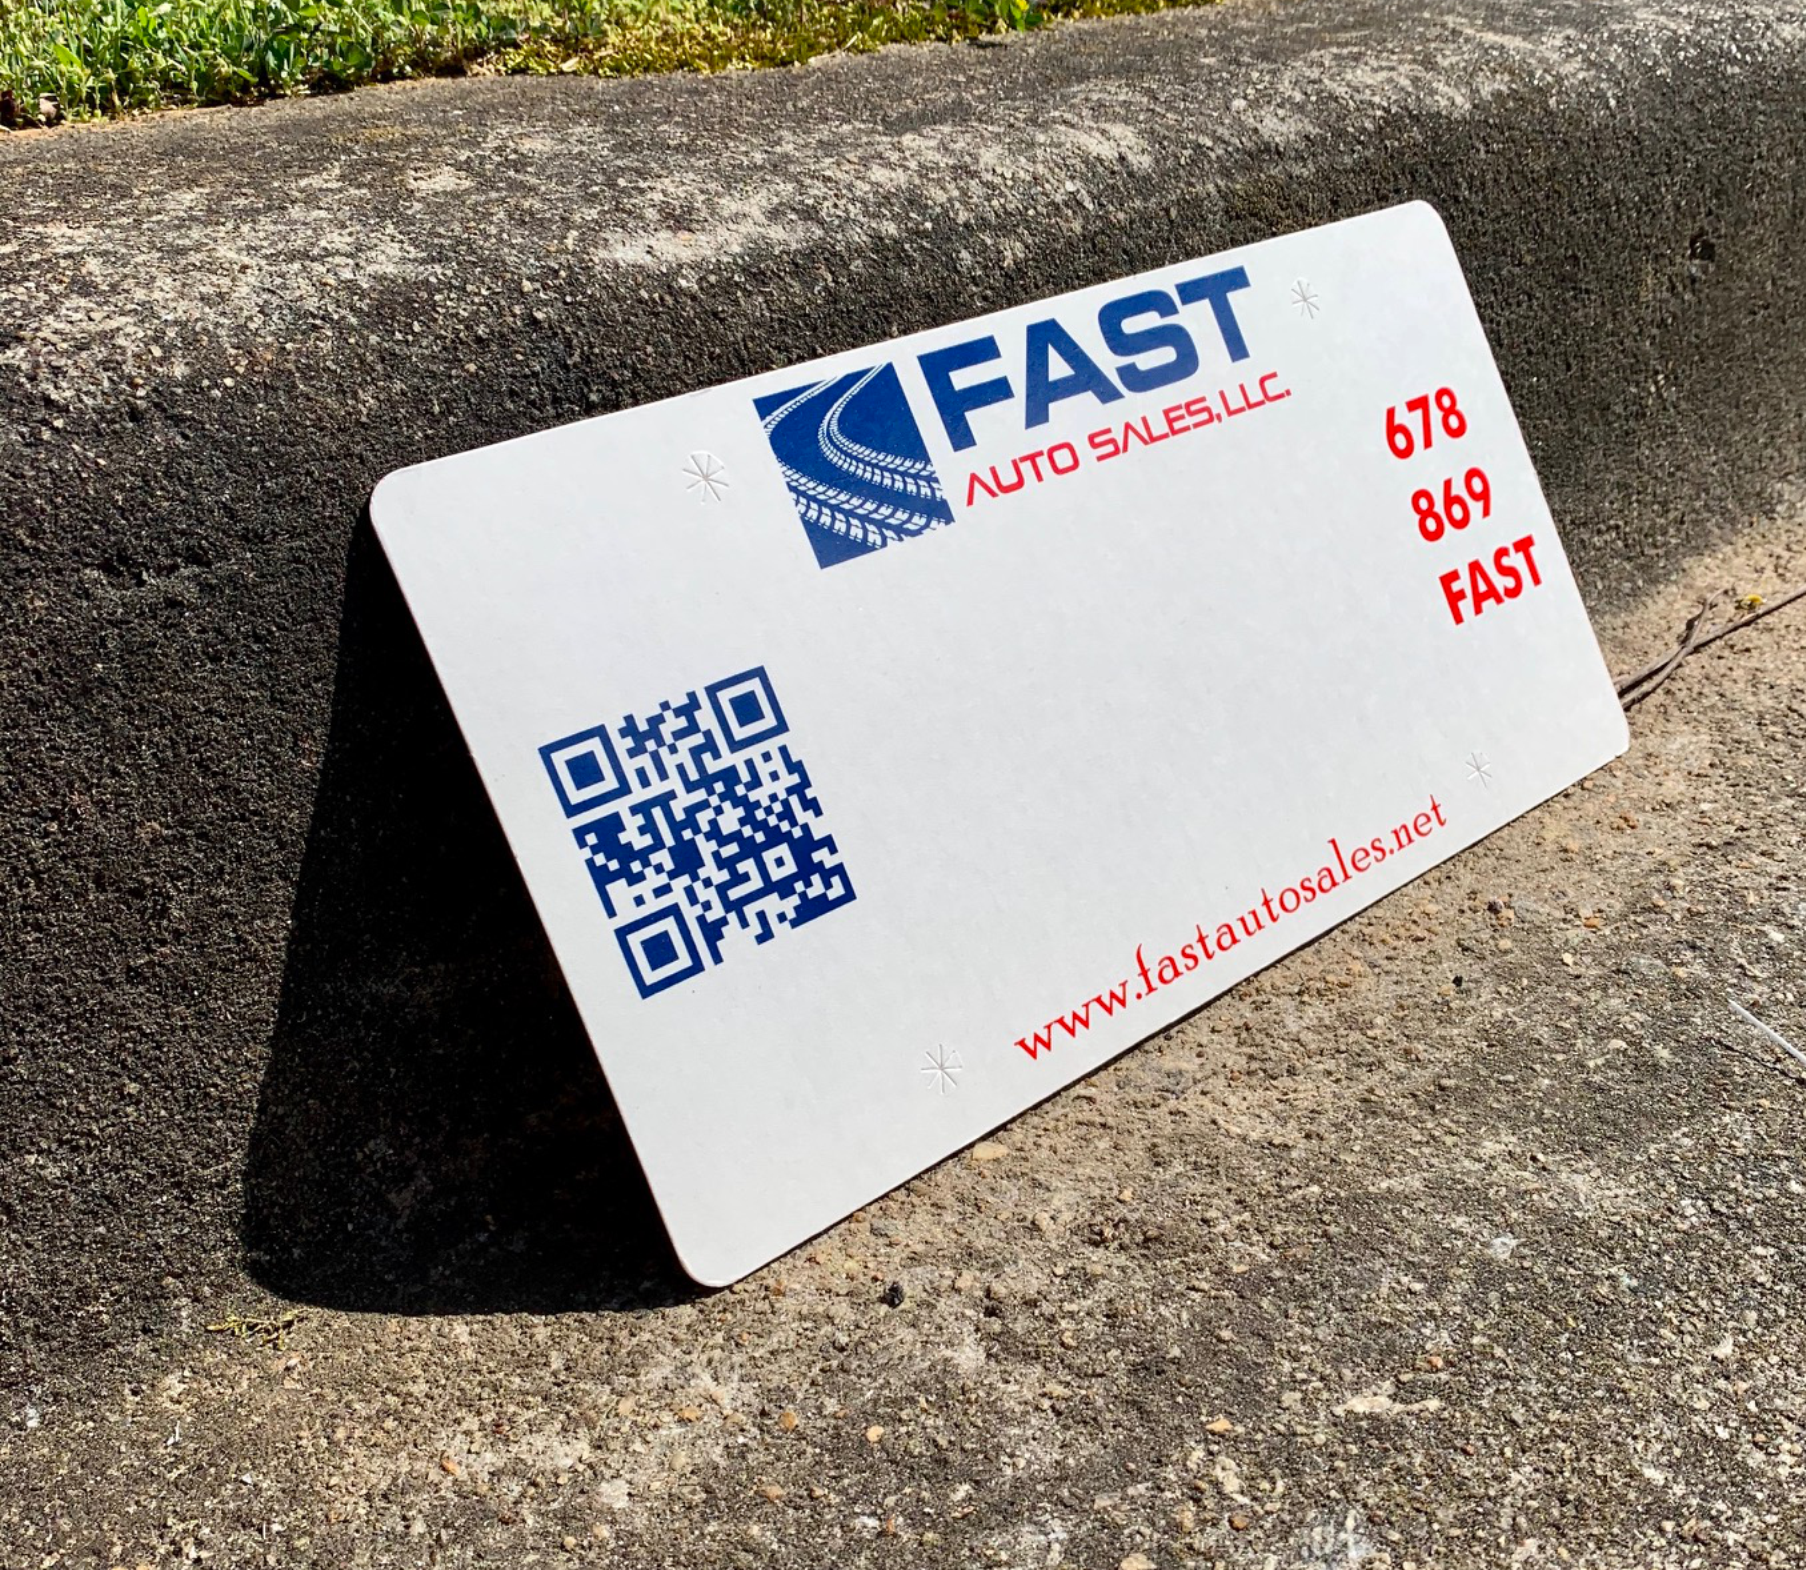 FAST
AUTO SALES, LLC.
678
869
FAST
www.fastautosales.net